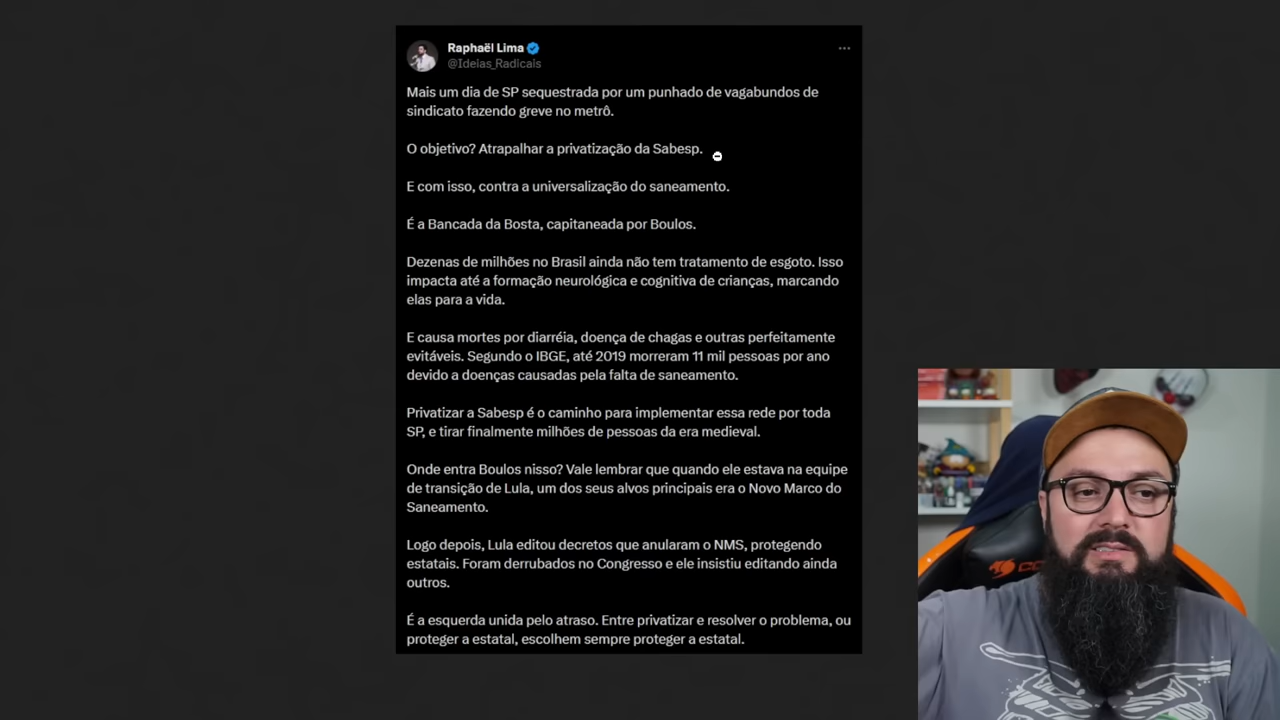 Raphaël Lima
@Ideias_Radicais
Mais um dia de SP sequestrada por um punhado de vagabundos de
sindicato fazendo greve no metrô.
O objetivo? Atrapalhar a privatização da Sabesp.
E com isso, contra a universalização do saneamento.
É a Bancada da Bosta, capitaneada por Boulos.
Dezenas de milhões no Brasil ainda não tem tratamento de esgoto. Isso
impacta até a formação neurológica e cognitiva de crianças, marcando
elas para a vida.
E causa mortes por diarréia, doença de chagas e outras perfeitamente
evitáveis. Segundo o IBGE, até 2019 morreram 11 mil pessoas por ano
devido a doenças causadas pela falta de saneamento.
Privatizar a Sabesp é o caminho para implementar essa rede por toda
SP, e tirar finalmente milhões de pessoas da era medieval.
Onde entra Boulos nisso? Vale lembrar que quando ele estava na equipe
de transição de Lula, um dos seus alvos principais era o Novo Marco do
Saneamento.
Logo depois, Lula editou decretos que anularam o NMS, protegendo
estatais. Foram derrubados no Congresso e ele insistiu editando ainda
outros.
É a esquerda unida pelo atraso. Entre privatizar e resolver o problema, ou
proteger a estatal, escolhem sempre proteger a estatal.